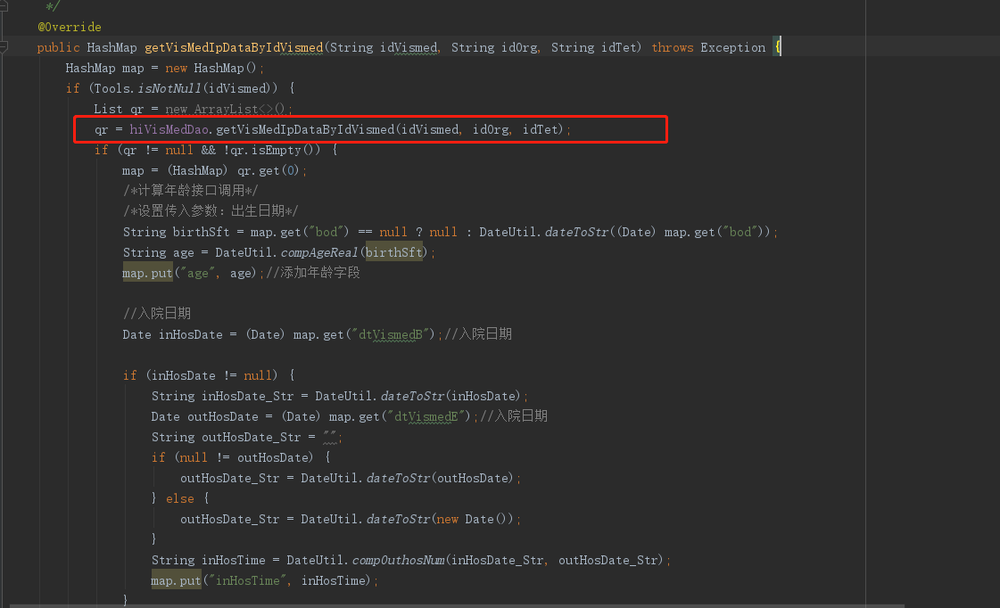 */
@Override
public HashMap getVisMedIpDataByIdVismed(String idVismed, String idOrg, String idTet) throws Exception {
HashMap map = new HashMap();
if (Tools.isNotNull(idVismed)) {
List qr = new ArrayList<>();
qr = hiVisMedDao.getVisMedIpDataByIdVismed(idVismed, idOrg, idTet);
if (qr != null && !qr.isEmpty()) {
map = (HashMap) qr.get(0);
/*计算年龄接口调用*/
/*设置传入参数：出生日期*/
String birthSft = map.get("bod") == null ? null : DateUtil.dateToStr((Date) map.get("bod"));
String age = DateUtil.compAgeReal(birthSft);
map.put("age", age);//添加年龄字段
//入院日期
Date inHosDate = (Date) map.get("dtVismedB");//入院日期
if (inHosDate != null) {
String inHosDate_Str = DateUtil.dateToStr(inHosDate);
Date outHosDate = (Date) map.get("dtVismedE");//入院日期
String outHosDate_Str = "";
if (null != outHosDate) {
outHosDate_Str = DateUtil.dateToStr(outHosDate);
} else {
outHosDate_Str = DateUtil.dateToStr(new Date());
}
String inHosTime = DateUtil.compOuthosNum(inHosDate_Str, outHosDate_Str);
map.put("inHosTime", inHosTime);
}